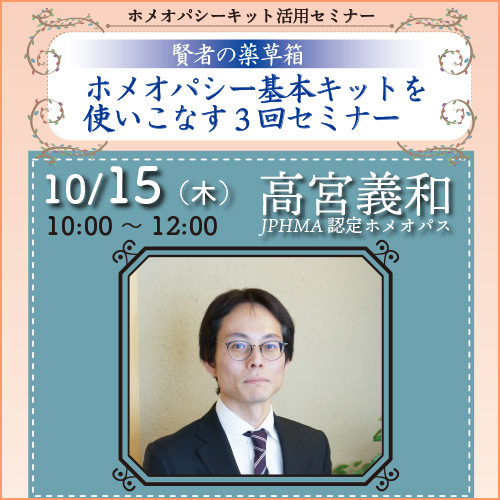 ホメオパシーキット活用セミナー
賢者の薬草箱
ホメオパシー基本キットを
使いこなす3回セミナー
10/15（木）
10:00 ～ 12:00
高宮義和
JPHMA 認定ホメオパス